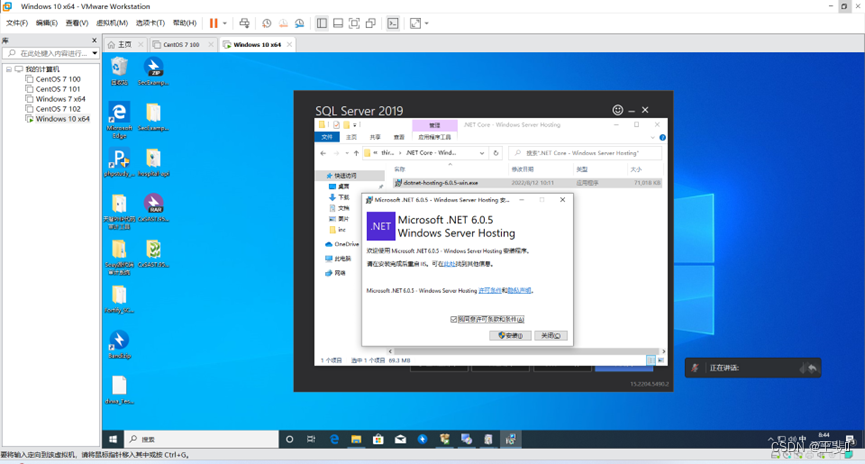 Windows 10 x64 - VMware Workstation
文件(F) 编辑(E) 查看(V) 虚拟机(M) 选项卡(T) 帮助(H)
库
在此处键入内容进行...
我的计算机
CentOS 7 100
CentOS 7 101
Windows 7 x64
CentOS 7 102
Windows 10 x64
主页
CentOS 7 100
Windows 10 x64
回收站
Microsoft Edge
SQL Server 2019
管理
.NET Core - Windows Server Hosting
文件
主页
共享
查看
应用程序工具
.NET Core - Wind...
搜索".NET Core - Windows Server Hosting"
名称
修改日期
类型
大小
快速访问
桌面
下载
文档
图片
inc
OneDrive
此电脑
网络
dotnet-hosting-6.0.5-win.exe
2022/8/12 10:11
应用程序
71,018 KB
Microsoft .NET 6.0.5 - Windows Server Hosting 安...
.NET
Microsoft .NET 6.0.5
Windows Server Hosting
欢迎使用 Microsoft .NET 6.0.5 - Windows Server Hosting 安装程序。
请在安装完成后重启 IIS。可在此处找到其他信息。
Microsoft .NET 6.0.5 - Windows Server Hosting 许可条款和隐私声明。
我同意许可条款和条件(A)
安装(I)
关闭(C)
1 个项目
选中 1 个项目 69.3 MB
15.2204.5490.2
正在讲话:
搜索
中
8:44
要将输入定向到该虚拟机，请将鼠标指针移入其中或按 Ctrl+G。